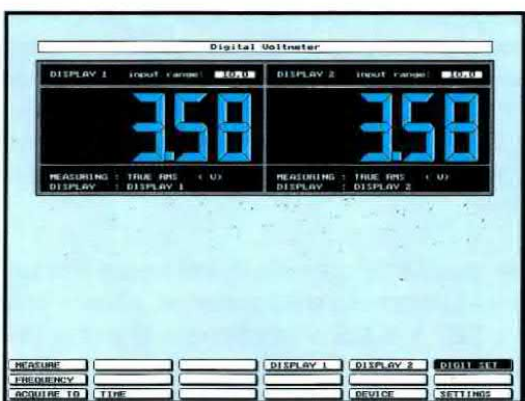 Digital Voltmeter
DISPLAY 1 input range: 10.0 DISPLAY 2 input range: 10.0
3.58 3.58
MEASURING : TRUE RMS (V) MEASURING : TRUE RMS (V)
DISPLAY : DISPLAY 1 DISPLAY : DISPLAY 2
MEASURE DISPLAY 1 DISPLAY 2 DIGIT SET
FREQUENCY
ACQUIRE TO TIME DEVICE SETTINGS